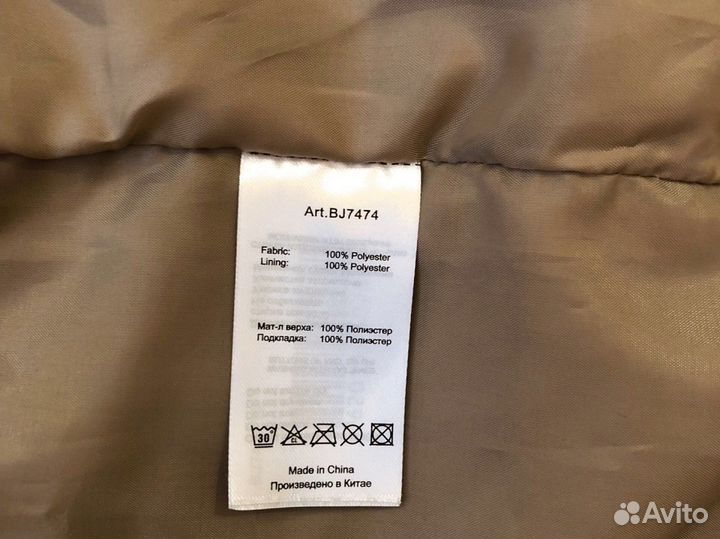 Art.BJ7474
Fabric: 100% Polyester
Lining: 100% Polyester
Мат-л верха: 100% Полиэстер
Подкладка: 100% Полиэстер
30°
CL
Made in China
Произведено в Китае
Avito